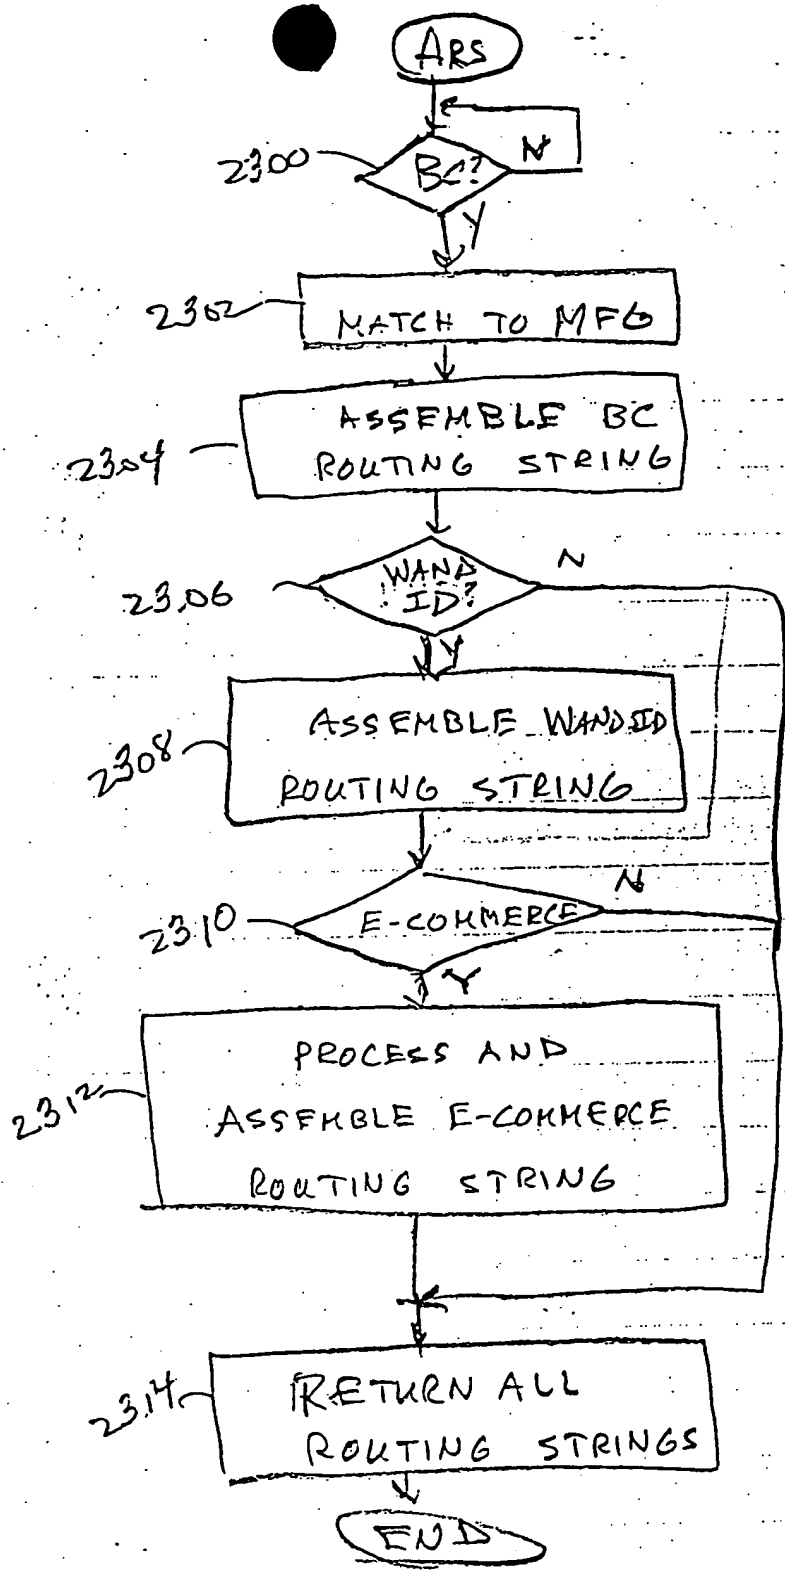 ARS
2300
BC?
N
Y
2302
MATCH TO MFG
2304
ASSEMBLE BC
ROUTING STRING
2306
WAND
ID?
N
Y
2308
ASSEMBLE WAND ID
ROUTING STRING
2310
E-COMMERCE
N
Y
2312
PROCESS AND
ASSEMBLE E-COMMERCE
ROUTING STRING
2314
RETURN ALL
ROUTING STRINGS
END